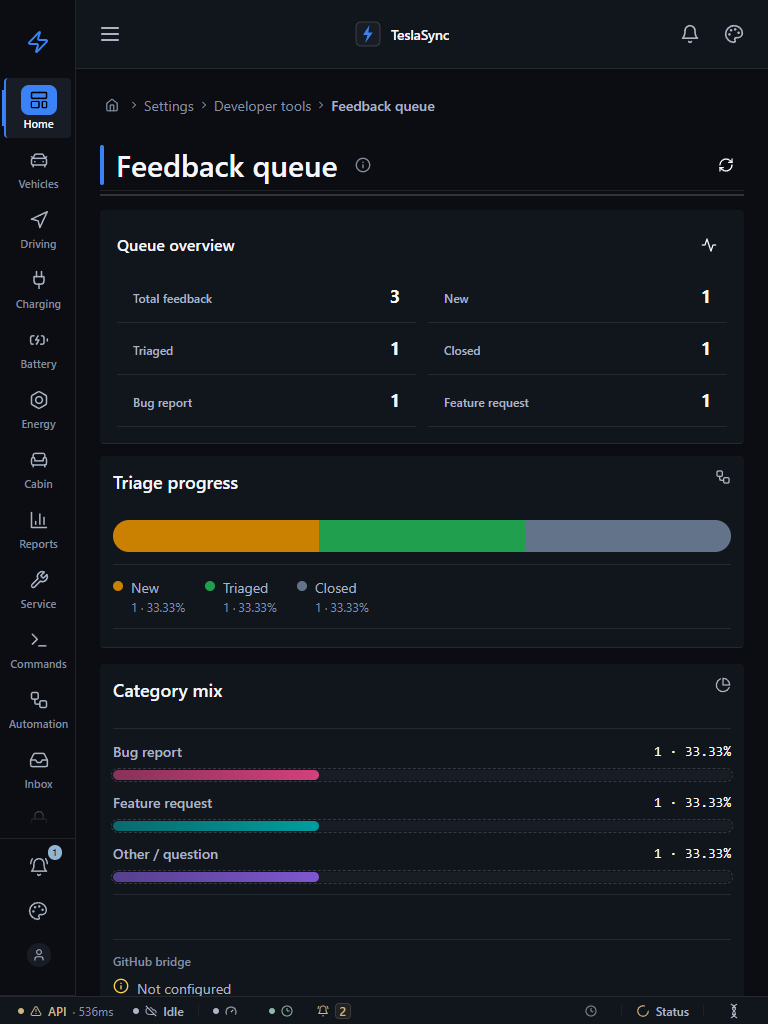 TeslaSync
Home
Vehicles
Driving
Charging
Battery
Energy
Cabin
Reports
Service
Commands
Automation
Inbox
1
Settings > Developer tools > Feedback queue
Feedback queue
Queue overview
Total feedback 3 New 1
Triaged 1 Closed 1
Bug report 1 Feature request 1
Triage progress
New Triaged Closed
1 · 33.33% 1 · 33.33% 1 · 33.33%
Category mix
Bug report 1 · 33.33%
Feature request 1 · 33.33%
Other / question 1 · 33.33%
GitHub bridge
Not configured
API · 536ms Idle 2 Status